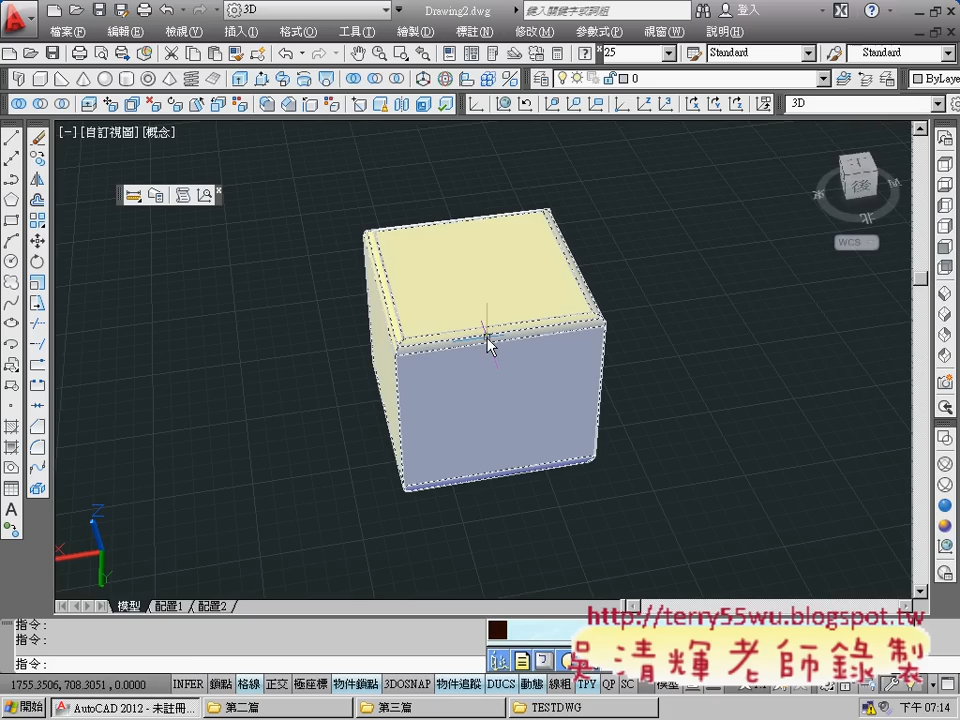 3D
Drawing2.dwg
鍵入關鍵字或詞組
登入
檔案(F)
編輯(E)
檢視(V)
插入(I)
格式(O)
工具(T)
繪製(D)
標註(N)
修改(M)
參數式(P)
視窗(W)
說明(H)
25
Standard
Standard
0
ByLaye
3D
[-][自訂視圖][概念]
上
後
北
WCS
Z
X
Y
模型
配置1
配置2
指令:
指令:
指令:
http://terry55wu.blogspot.tw
吳清輝老師錄製
1755.3506, 708.3051, 0.0000
INFER
鎖點
格線
正交
極座標
物件鎖點
3DOSNAP
物件追蹤
DUCS
動態
線粗
TPY
QP
SC
模型
開始
AutoCAD 2012 - 未註冊...
第二篇
第三篇
TESTDWG
下午 07:14